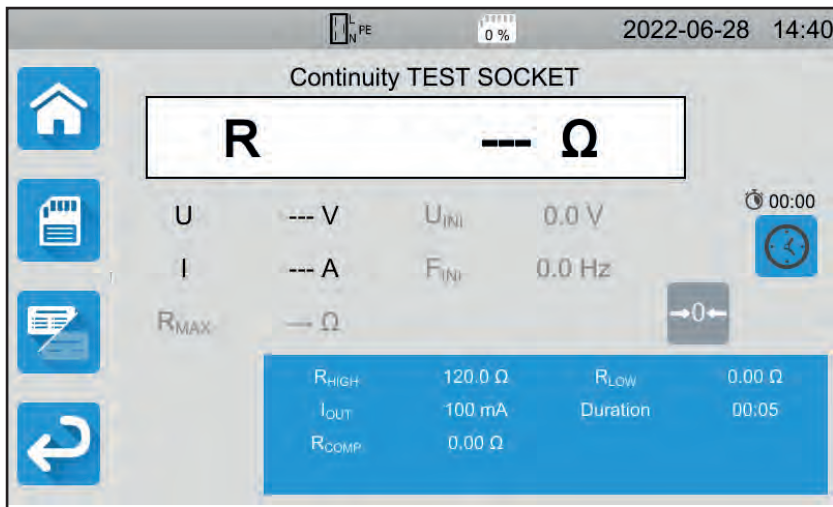 L N PE 0 % 2022-06-28 14:40
Continuity TEST SOCKET
R --- Ω
00:00
U --- V UINI 0.0 V
I --- A FINI 0.0 Hz
RMAX --- Ω →0←
RHIGH 120.0 Ω RLOW 0.00 Ω
IOUT 100 mA Duration 00:05
RCOMP 0.00 Ω